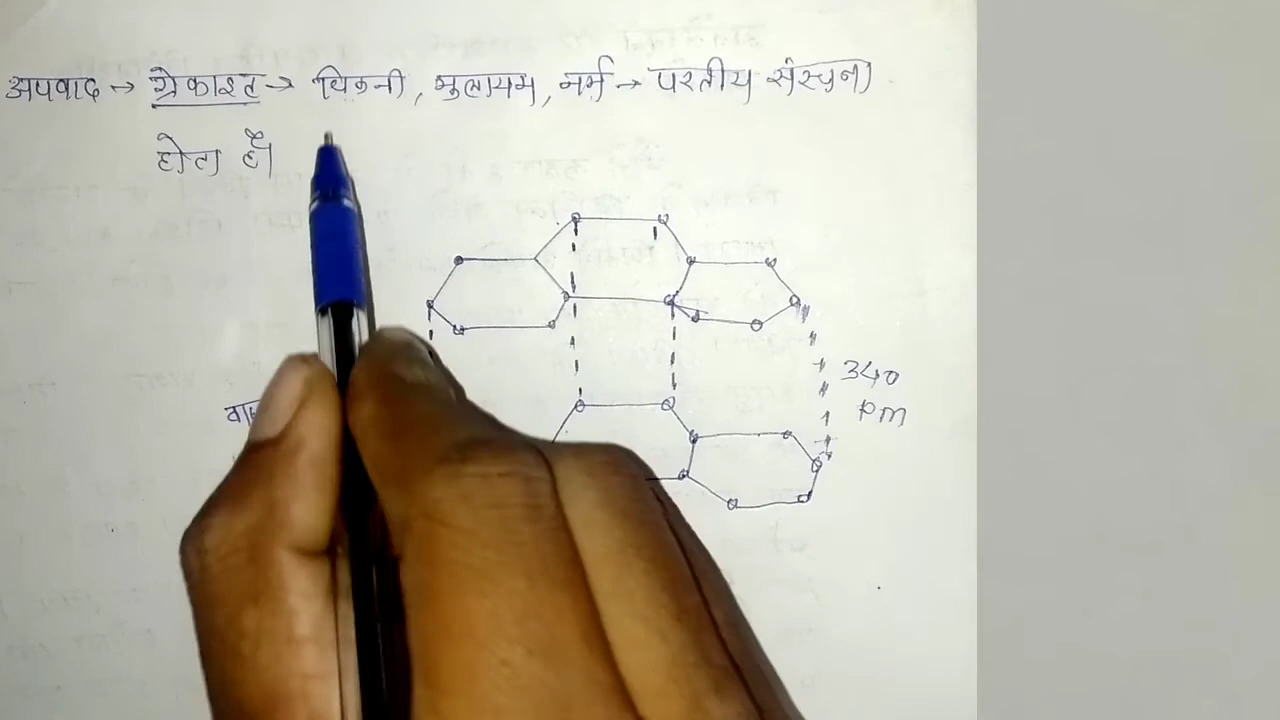 अपवाद → ग्रेफाइट → चिकनी, मुलायम, नर्म → परतीय संरचना
होता है।
340
pm